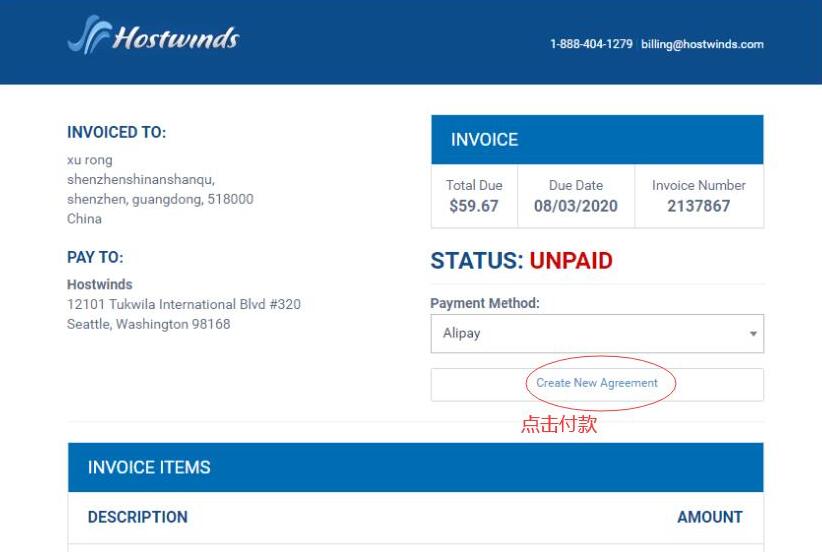 Hostwinds
1-888-404-1279 billing@hostwinds.com
INVOICED TO:
xu rong
shenzhenshinanshanqu,
shenzhen, guangdong, 518000
China
PAY TO:
Hostwinds
12101 Tukwila International Blvd #320
Seattle, Washington 98168
INVOICE
Total Due
$59.67
Due Date
08/03/2020
Invoice Number
2137867
STATUS: UNPAID
Payment Method:
Alipay
Create New Agreement
点击付款
INVOICE ITEMS
DESCRIPTION
AMOUNT